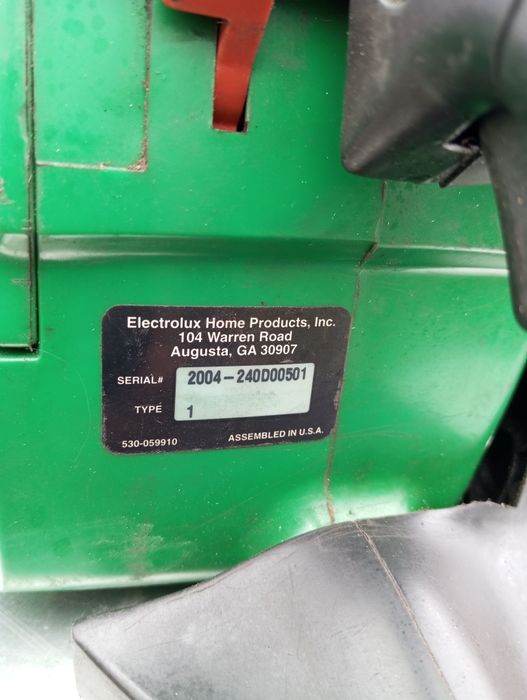 Electrolux Home Products, Inc.
104 Warren Road
Augusta, GA 30907
SERIAL# 2004-240D00501
TYPE 1
530-059910 ASSEMBLED IN U.S.A.